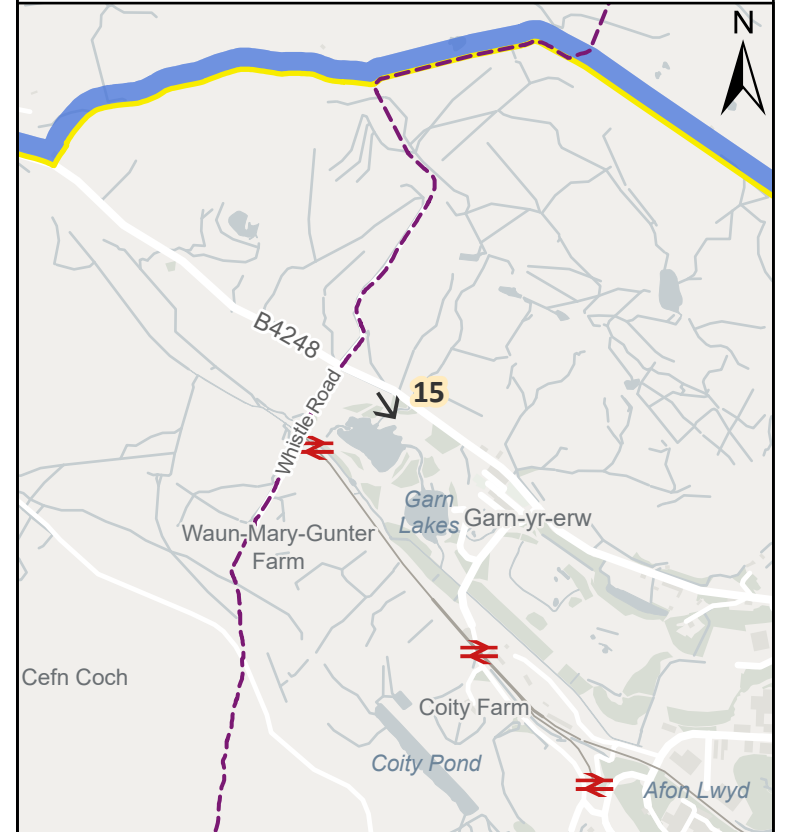 N
B4248
15
Whistle Road
Garn
Lakes
Garn-yr-erw
Waun-Mary-Gunter
Farm
Cefn Coch
Coity Farm
Coity Pond
Afon Lwyd